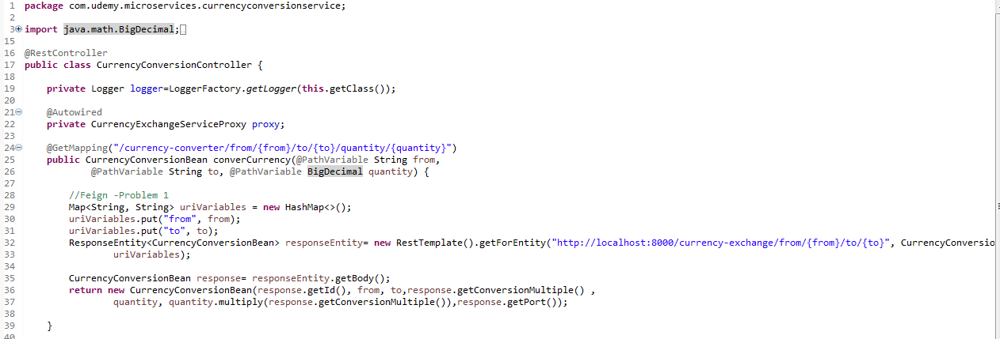 1 package com.udemy.microservices.currencyconversionservice;
2
3 import java.math.BigDecimal;
15
16 @RestController
17 public class CurrencyConversionController {
18
19 private Logger logger=LoggerFactory.getLogger(this.getClass());
20
21 @Autowired
22 private CurrencyExchangeServiceProxy proxy;
23
24 @GetMapping("/currency-converter/from/{from}/to/{to}/quantity/{quantity}")
25 public CurrencyConversionBean converCurrency(@PathVariable String from,
26 @PathVariable String to, @PathVariable BigDecimal quantity) {
27
28 //Feign -Problem 1
29 Map<String, String> uriVariables = new HashMap<>();
30 uriVariables.put("from", from);
31 uriVariables.put("to", to);
32 ResponseEntity<CurrencyConversionBean> responseEntity= new RestTemplate().getForEntity("http://localhost:8000/currency-exchange/from/{from}/to/{to}", CurrencyConversio
33 uriVariables);
34
35 CurrencyConversionBean response= responseEntity.getBody();
36 return new CurrencyConversionBean(response.getId(), from, to,response.getConversionMultiple() ,
37 quantity, quantity.multiply(response.getConversionMultiple()),response.getPort());
38
39 }
40